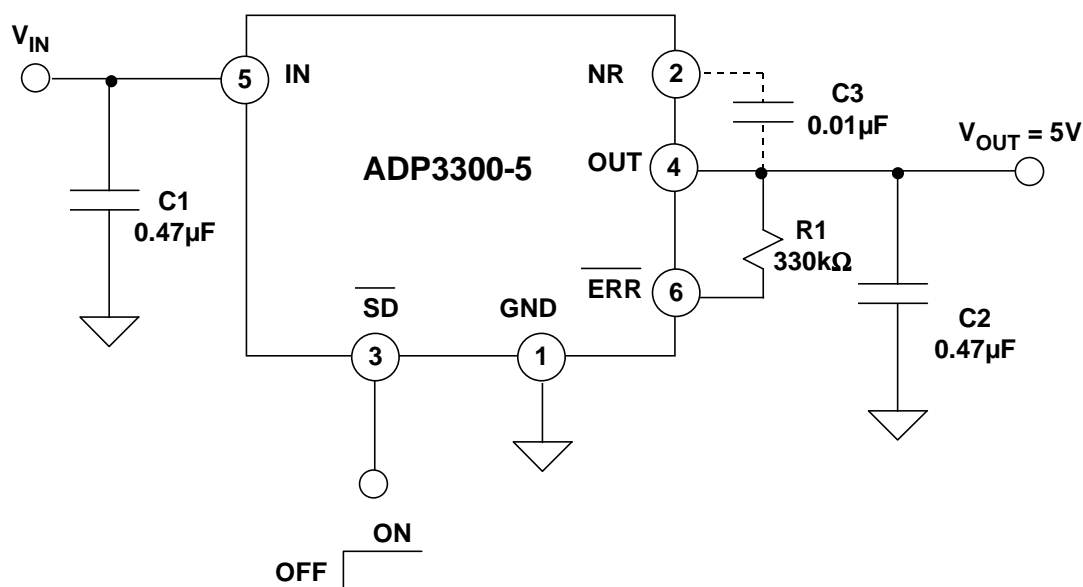 V_IN
5
IN
NR
2
C3
0.01µF
V_OUT = 5V
ADP3300-5
OUT
4
C1
0.47µF
R1
330kΩ
ERR
6
SD
GND
3
1
C2
0.47µF
ON
OFF